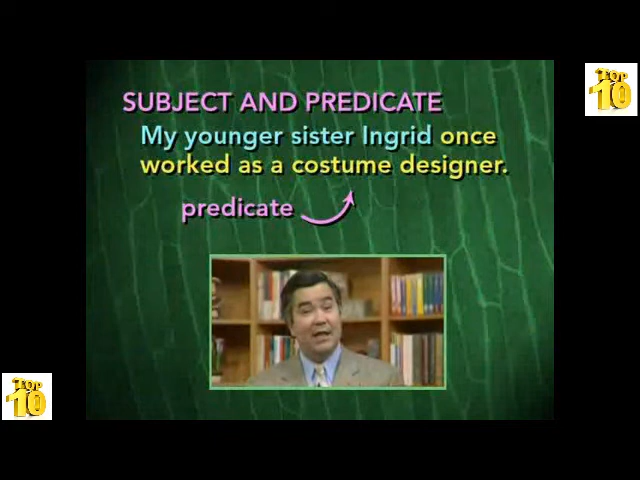 TOP
10
SUBJECT AND PREDICATE
My younger sister Ingrid once
worked as a costume designer.
predicate
TOP
10